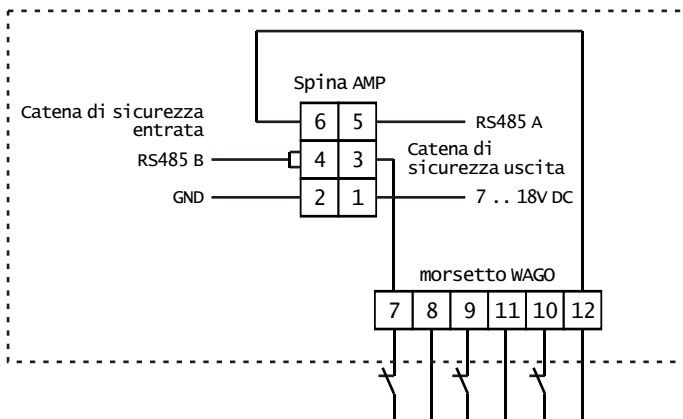 Spina AMP
Catena di sicurezza
entrata
6 5
RS485 A
RS485 B
4 3
Catena di
sicurezza uscita
GND
2 1
7 .. 18V DC
morsetto WAGO
7 8 9 11 10 12